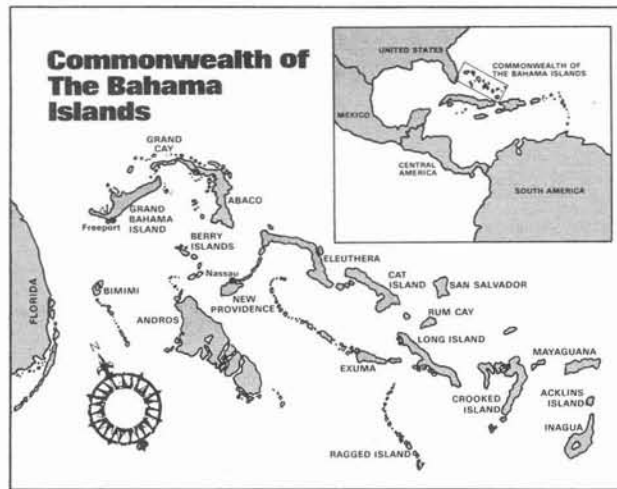 Commonwealth of
The Bahama
Islands
UNITED STATES
COMMONWEALTH OF
THE BAHAMA ISLANDS
MEXICO
CENTRAL
AMERICA
SOUTH AMERICA
GRAND
CAY
ABACO
GRAND
BAHAMA
ISLAND
Freeport
BERRY ISLANDS
ELEUTHERA
Nassau
CAT
ISLAND
SAN SALVADOR
BIMIMI
NEW
PROVIDENCE
FLORIDA
ANDROS
RUM CAY
LONG ISLAND
EXUMA
MAYAGUANA
CROOKED
ISLAND
ACKLINS
ISLAND
INAGUA
RAGGED ISLAND
N